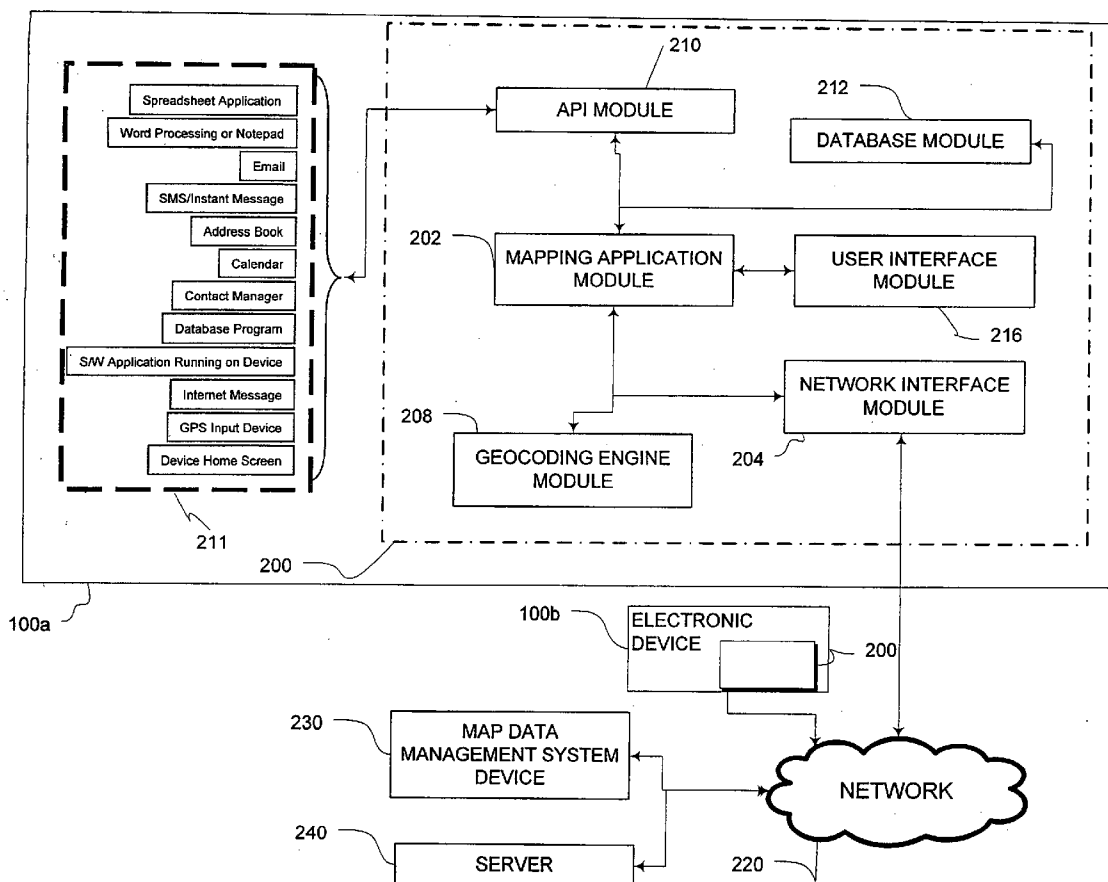 210
API MODULE
212
DATABASE MODULE
Spreadsheet Application
Word Processing or Notepad
Email
SMS/Instant Message
Address Book
Calendar
Contact Manager
Database Program
S/W Application Running on Device
Internet Message
GPS Input Device
Device Home Screen
211
202
MAPPING APPLICATION
MODULE
USER INTERFACE
MODULE
216
NETWORK INTERFACE
MODULE
204
208
GEOCODING ENGINE
MODULE
200
100a
100b
ELECTRONIC
DEVICE
200
230
MAP DATA
MANAGEMENT SYSTEM
DEVICE
NETWORK
240
SERVER
220